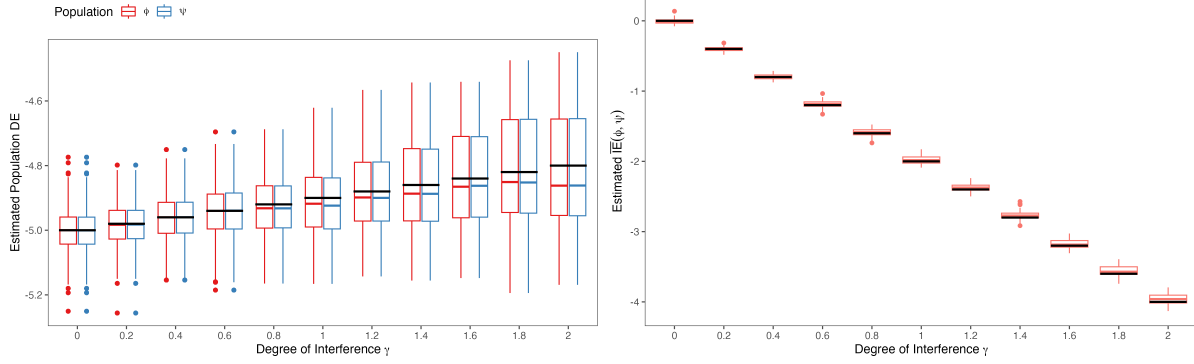 Population ϕ ψ
Estimated Population DE
-4.6
-4.8
-5.0
-5.2
0 0.2 0.4 0.6 0.8 1 1.2 1.4 1.6 1.8 2
Degree of Interference γ
Estimated I̅E̅(ϕ, ψ)
0
-1
-2
-3
-4
0 0.2 0.4 0.6 0.8 1 1.2 1.4 1.6 1.8 2
Degree of Interference γ